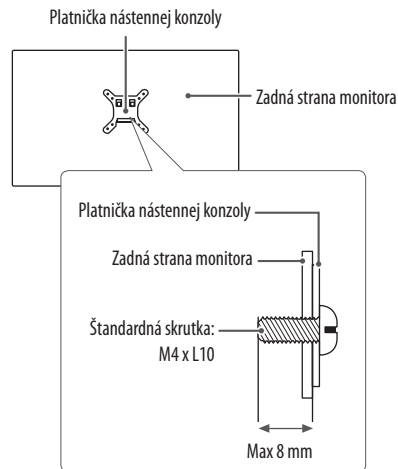 Platnička nástennej konzoly
Zadná strana monitora
Platnička nástennej konzoly
Zadná strana monitora
Štandardná skrutka:
M4 x L10
Max 8 mm